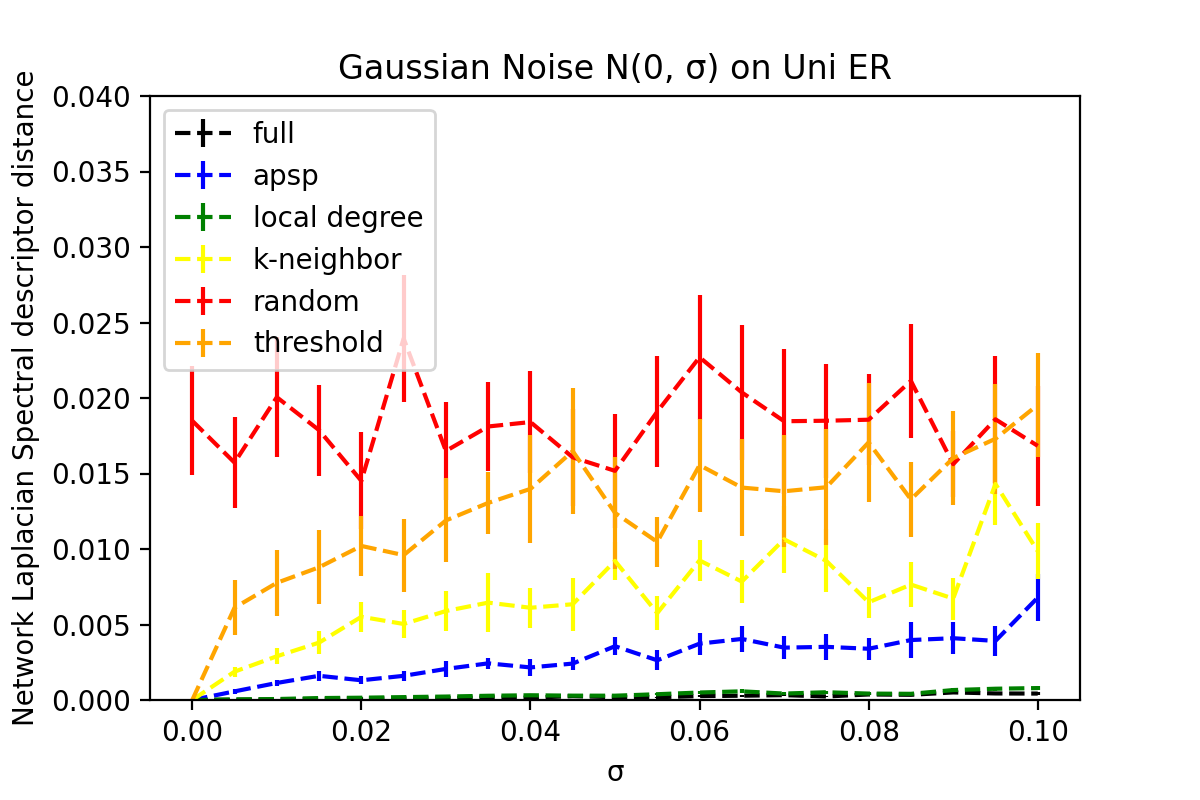 Gaussian Noise N(0, σ) on Uni ER
Network Laplacian Spectral descriptor distance
0.040
0.035
0.030
0.025
0.020
0.015
0.010
0.005
0.000
full
apsp
local degree
k-neighbor
random
threshold
0.00
0.02
0.04
0.06
0.08
0.10
σ